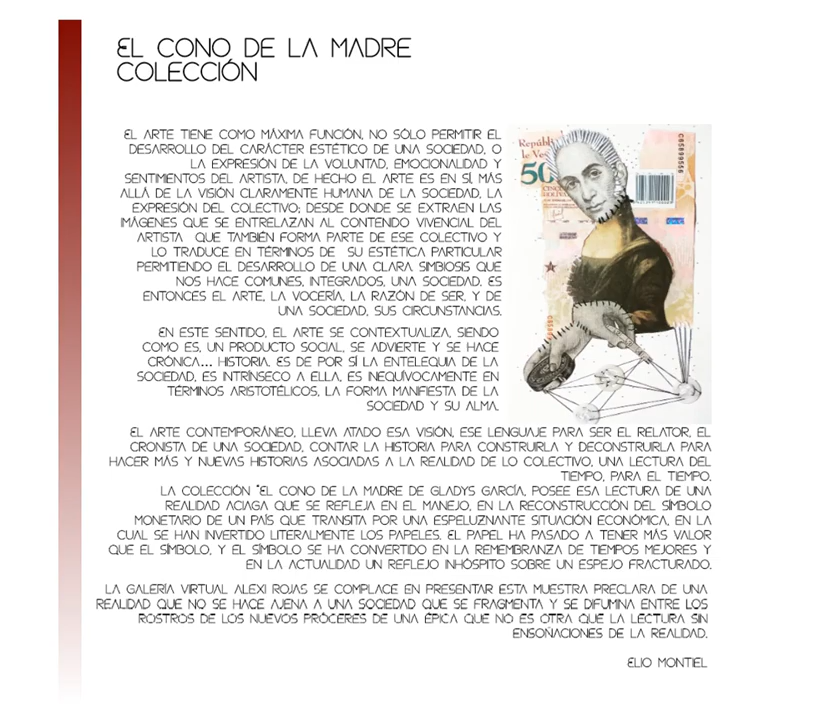 EL CONO DE LA MADRE
COLECCIÓN
EL ARTE TIENE COMO MÁXIMA FUNCIÓN, NO SÓLO PERMITIR EL
DESARROLLO DEL CARÁCTER ESTÉTICO DE UNA SOCIEDAD, O
LA EXPRESIÓN DE LA VOLUNTAD, EMOCIONALIDAD Y
SENTIMIENTOS DEL ARTISTA, DE HECHO EL ARTE ES EN SÍ, MÁS
ALLÁ DE LA VISIÓN CLARAMENTE HUMANA DE LA SOCIEDAD, LA
EXPRESIÓN DEL COLECTIVO; DESDE DONDE SE EXTRAEN LAS
IMÁGENES QUE SE ENTRELAZAN AL CONTENDO VIVENCIAL DEL
ARTISTA QUE TAMBIÉN FORMA PARTE DE ESE COLECTIVO Y
LO TRADUCE EN TÉRMINOS DE SU ESTÉTICA PARTICULAR
PERMITIENDO EL DESARROLLO DE UNA CLARA SIMBIOSIS QUE
NOS HACE COMUNES, INTEGRADOS, UNA SOCIEDAD. ES
ENTONCES EL ARTE, LA VOCERÍA, LA RAZÓN DE SER, Y DE
UNA SOCIEDAD, SUS CIRCUNSTANCIAS.
EN ESTE SENTIDO, EL ARTE SE CONTEXTUALIZA, SIENDO
COMO ES, UN PRODUCTO SOCIAL, SE ADVIERTE Y SE HACE
CRÓNICA... HISTORIA. ES DE POR SÍ LA ENTELEQUIA DE LA
SOCIEDAD, ES INTRÍNSECO A ELLA, ES INEQUÍVOCAMENTE EN
TÉRMINOS ARISTOTÉLICOS, LA FORMA MANIFIESTA DE LA
SOCIEDAD Y SU ALMA.
EL ARTE CONTEMPORÁNEO, LLEVA ATADO ESA VISIÓN, ESE LENGUAJE PARA SER EL RELATOR, EL
CRONISTA DE UNA SOCIEDAD, CONTAR LA HISTORIA PARA CONSTRUIRLA Y DECONSTRUIRLA PARA
HACER MÁS Y NUEVAS HISTORIAS ASOCIADAS A LA REALIDAD DE LO COLECTIVO, UNA LECTURA DEL
TIEMPO, PARA EL TIEMPO.
LA COLECCIÓN "EL CONO DE LA MADRE DE GLADYS GARCÍA, POSEE ESA LECTURA DE UNA
REALIDAD ACIAGA QUE SE REFLEJA EN EL MANEJO, EN LA RECONSTRUCCIÓN DEL SÍMBOLO
MONETARIO DE UN PAÍS QUE TRANSITA POR UNA ESPELUZNANTE SITUACIÓN ECONÓMICA, EN LA
CUAL SE HAN INVERTIDO LITERALMENTE LOS PAPELES. EL PAPEL HA PASADO A TENER MÁS VALOR
QUE EL SÍMBOLO, Y EL SÍMBOLO SE HA CONVERTIDO EN LA REMEMBRANZA DE TIEMPOS MEJORES Y
EN LA ACTUALIDAD UN REFLEJO INHÓSPITO SOBRE UN ESPEJO FRACTURADO.
LA GALERÍA VIRTUAL ALEXI ROJAS SE COMPLACE EN PRESENTAR ESTA MUESTRA PRECLARA DE UNA
REALIDAD QUE NO SE HACE AJENA A UNA SOCIEDAD QUE SE FRAGMENTA Y SE DIFUMINA ENTRE LOS
ROSTROS DE LOS NUEVOS PRÓCERES DE UNA ÉPICA QUE NO ES OTRA QUE LA LECTURA SIN
ENSOÑACIONES DE LA REALIDAD.
ELIO MONTIEL